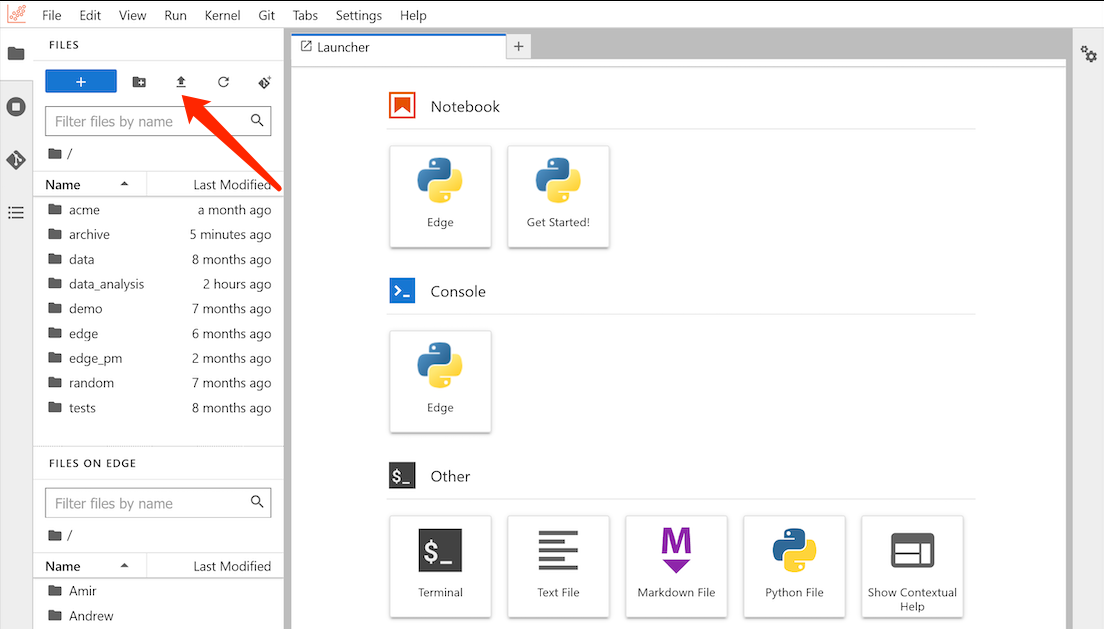 File Edit View Run Kernel Git Tabs Settings Help
FILES
+
Filter files by name
/
Name Last Modified
acme a month ago
archive 5 minutes ago
data 8 months ago
data_analysis 2 hours ago
demo 7 months ago
edge 6 months ago
edge_pm 2 months ago
random 7 months ago
tests 8 months ago
FILES ON EDGE
Filter files by name
/
Name Last Modified
Amir
Andrew
Launcher +
Notebook
Edge Get Started!
>_ Console
Edge
$_ Other
$_ M
Terminal Text File Markdown File Python File Show Contextual
Help